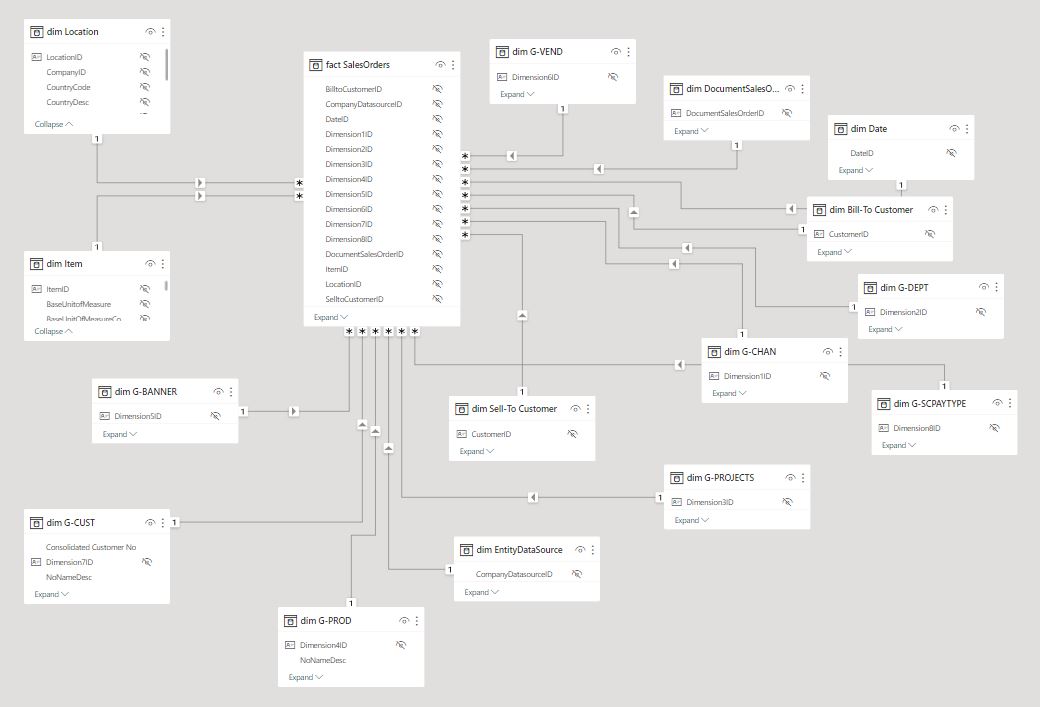 dim Location
LocationID
CompanyID
CountryCode
CountryDesc
Collapse
1
dim Item
ItemID
BaseUnitofMeasure
BaseUnitOfMeasureCo
Collapse
1
fact SalesOrders
BilltoCustomerID
CompanyDatasourceID
DateID
Dimension1ID
Dimension2ID
Dimension3ID
Dimension4ID
Dimension5ID
Dimension6ID
Dimension7ID
Dimension8ID
DocumentSalesOrderID
ItemID
LocationID
SelltoCustomerID
Expand
* *
* * * * * * *
* * * * * *
dim G-VEND
Dimension6ID
Expand
1
dim DocumentSalesO...
DocumentSalesOrderID
Expand
1
dim Date
DateID
Expand
1
dim Bill-To Customer
CustomerID
Expand
1
dim G-DEPT
Dimension2ID
Expand
1
dim G-CHAN
Dimension1ID
Expand
1
dim G-SCPAYTYPE
Dimension8ID
Expand
1
dim G-BANNER
Dimension5ID
Expand
1
dim Sell-To Customer
CustomerID
Expand
1
dim G-PROJECTS
Dimension3ID
Expand
1
dim G-CUST
Consolidated Customer No
Dimension7ID
NoNameDesc
Expand
1
dim EntityDataSource
CompanyDatasourceID
Expand
1
dim G-PROD
Dimension4ID
NoNameDesc
Expand
1